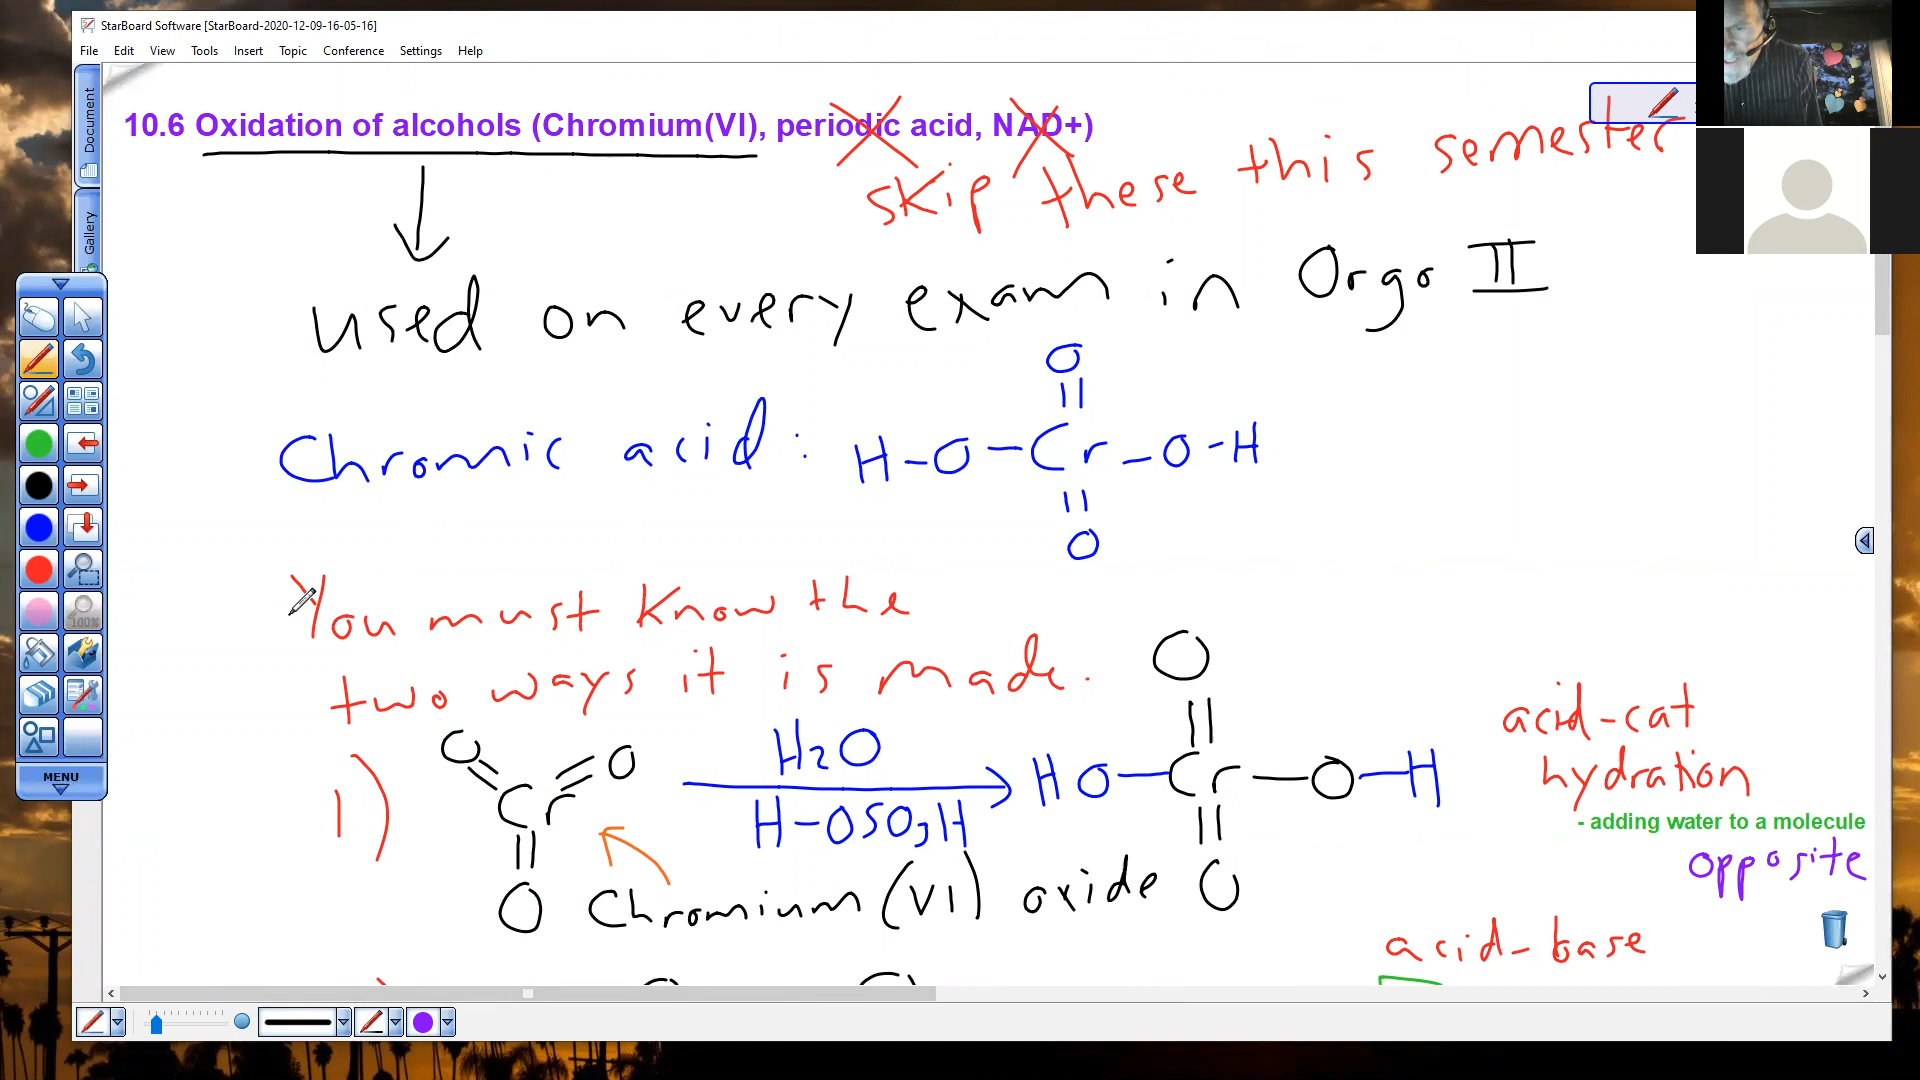 StarBoard Software [StarBoard-2020-12-09-16-05-16]
File Edit View Tools Insert Topic Conference Settings Help
Document
Gallery
10.6 Oxidation of alcohols (Chromium(VI), periodic acid, NAD+)
skip these this semester
used on every exam in Orgo II
Chromic acid: H-O-Cr-O-H
O
O
You must know the
two ways it is made.
1)
O
O
Cr
O
H2O
H-OSO3H
O
HO-Cr-O-H
O
Chromium (VI) oxide
acid-cat
hydration
- adding water to a molecule
opposite
acid-base
MENU
100%